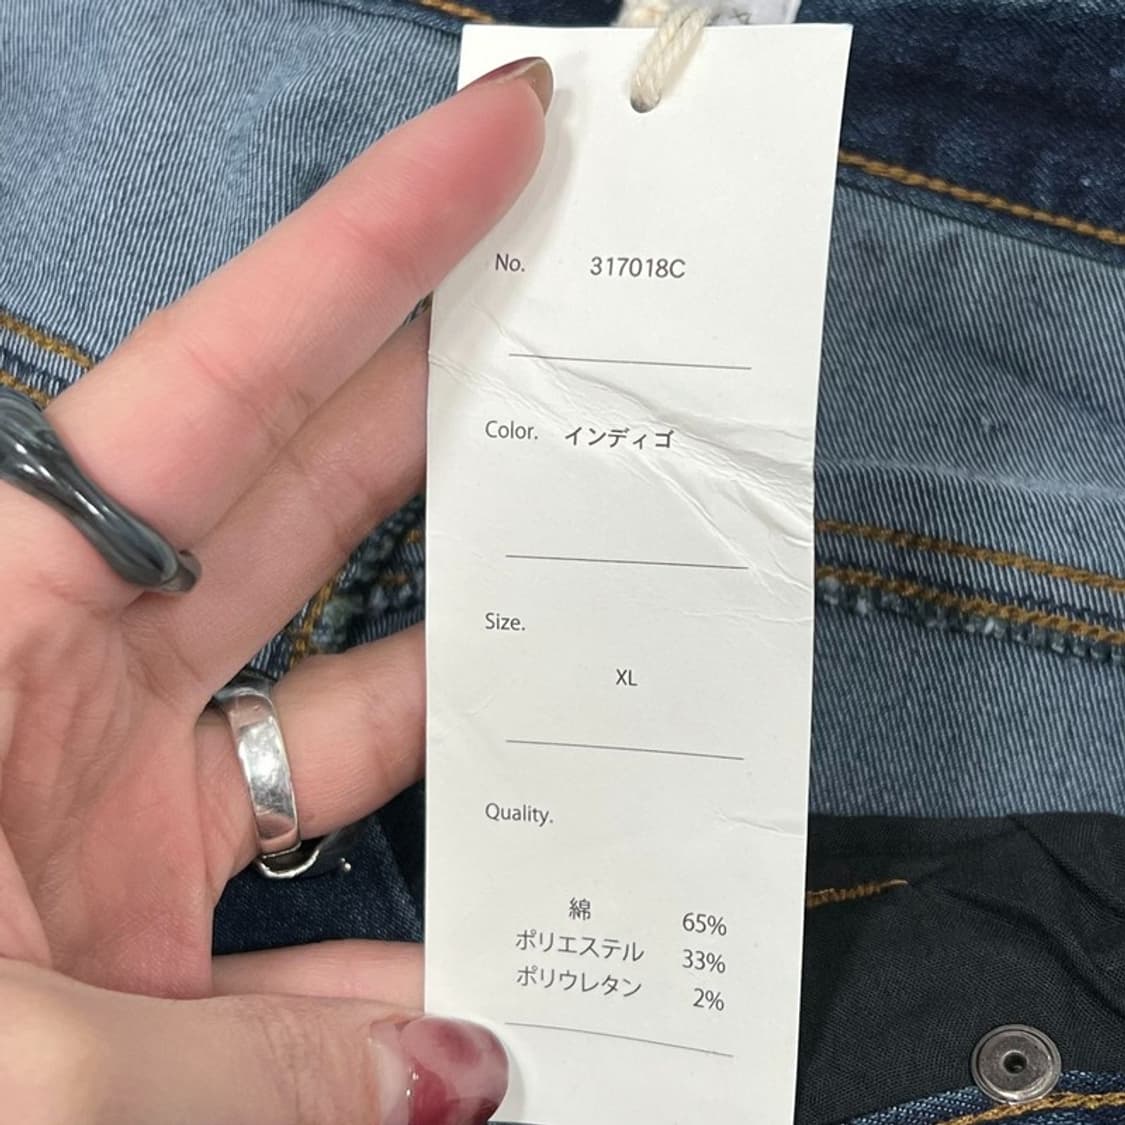 No. 317018C
Color. インディゴ
Size.
XL
Quality.
綿 65%
ポリエステル 33%
ポリウレタン 2%